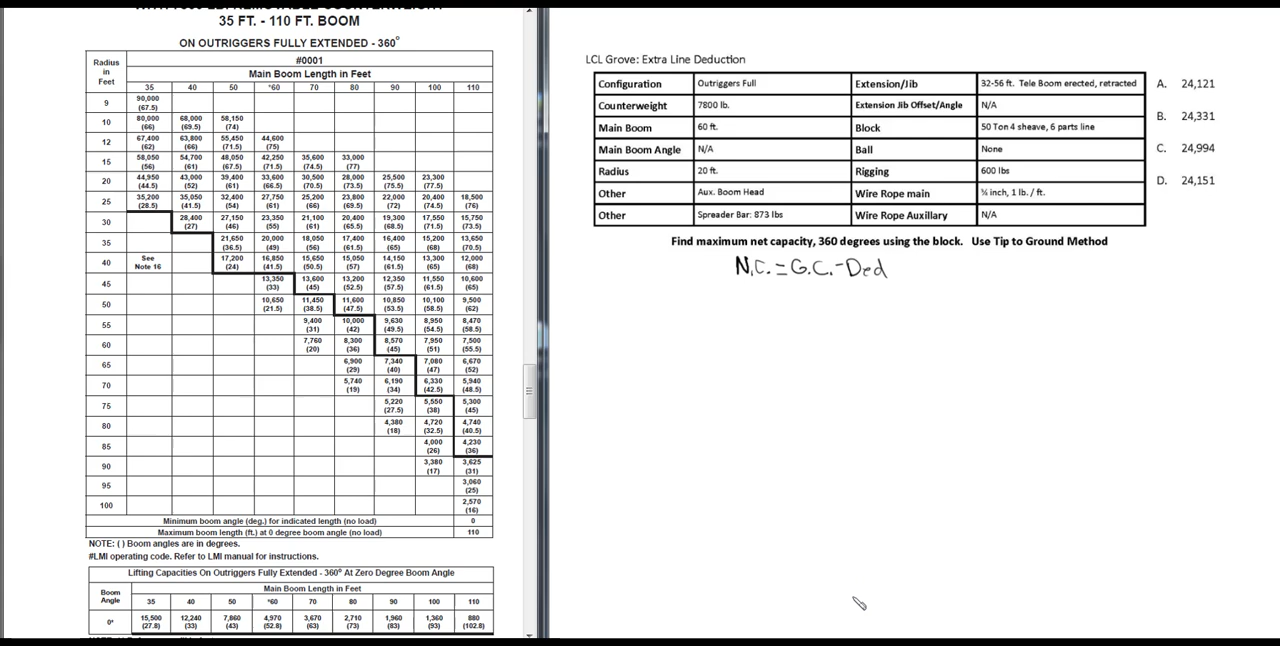 35 FT. - 110 FT. BOOM
ON OUTRIGGERS FULLY EXTENDED - 360°
Radius in Feet #0001
Main Boom Length in Feet
35 40 50 *60 70 80 90 100 110
9 90,000 (67.5)
10 80,000 (66) 68,000 (69.5) 58,150 (74)
12 67,400 (62) 63,800 (66) 55,450 (71.5) 44,600 (75)
15 58,050 (56) 54,700 (61) 48,050 (67.5) 42,250 (71.5) 35,600 (74.5) 33,000 (77)
20 44,950 (44.5) 43,000 (52) 39,400 (61) 33,600 (66.5) 30,500 (70.5) 28,000 (73.5) 25,500 (75.5) 23,300 (77.5)
25 35,200 (28.5) 35,050 (41.5) 32,400 (54) 27,750 (61) 25,200 (66) 23,800 (69.5) 22,000 (72) 20,400 (74.5) 18,500 (76)
30 28,400 (27) 27,150 (46) 23,350 (55) 21,100 (61) 20,400 (65.5) 19,300 (68.5) 17,550 (71.5) 15,750 (73.5)
35 21,650 (36.5) 20,000 (49) 18,050 (56) 17,400 (61.5) 16,400 (65) 15,200 (68) 13,650 (70.5)
40 See Note 16 17,200 (24) 16,850 (41.5) 15,650 (50.5) 15,050 (57) 14,150 (61.5) 13,300 (65) 12,000 (68)
45 13,350 (33) 13,600 (45) 13,200 (52.5) 12,350 (57.5) 11,550 (61.5) 10,600 (65)
50 10,650 (21.5) 11,450 (38.5) 11,600 (47.5) 10,850 (53.5) 10,100 (58.5) 9,500 (62)
55 9,400 (31) 10,000 (42) 9,630 (49.5) 8,950 (54.5) 8,470 (58.5)
60 7,760 (20) 8,300 (36) 8,570 (45) 7,950 (51) 7,500 (55.5)
65 6,900 (29) 7,340 (40) 7,080 (47) 6,670 (52)
70 5,740 (19) 6,190 (34) 6,330 (42.5) 5,940 (48.5)
75 5,220 (27.5) 5,550 (38) 5,300 (45)
80 4,380 (18) 4,720 (32.5) 4,740 (40.5)
85 4,000 (26) 4,230 (36)
90 3,380 (17) 3,625 (31)
95 3,060 (25)
100 2,570 (16)
Minimum boom angle (deg.) for indicated length (no load) 0
Maximum boom length (ft.) at 0 degree boom angle (no load) 110
NOTE: ( ) Boom angles are in degrees.
#LMI operating code. Refer to LMI manual for instructions.
Lifting Capacities On Outriggers Fully Extended - 360° At Zero Degree Boom Angle
Boom Angle Main Boom Length in Feet
35 40 50 *60 70 80 90 100 110
0° 15,500 (27.8) 12,240 (33) 7,860 (43) 4,970 (52.8) 3,670 (63) 2,710 (73) 1,960 (83) 1,360 (93) 880 (102.8)
LCL Grove: Extra Line Deduction
Configuration Outriggers Full Extension/Jib 32-56 ft. Tele Boom erected, retracted
Counterweight 7800 lb. Extension Jib Offset/Angle N/A
Main Boom 60 ft. Block 50 Ton 4 sheave, 6 parts line
Main Boom Angle N/A Ball None
Radius 20 ft. Rigging 600 lbs
Other Aux. Boom Head Wire Rope main ¾ inch, 1 lb. / ft.
Other Spreader Bar: 873 lbs Wire Rope Auxillary N/A
A. 24,121
B. 24,331
C. 24,994
D. 24,151
Find maximum net capacity, 360 degrees using the block. Use Tip to Ground Method
N.C. = G.C. - Ded